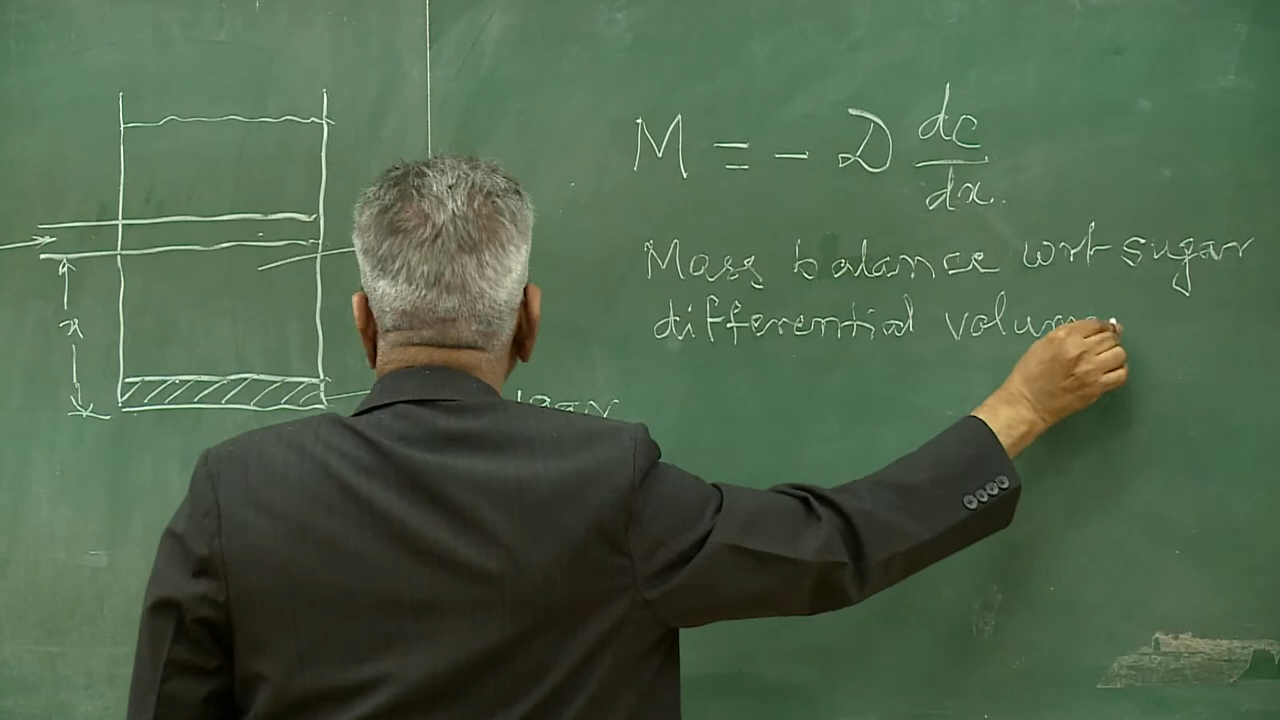 x
M = - D dc/dx.
Mass balance wrt sugar
differential volume